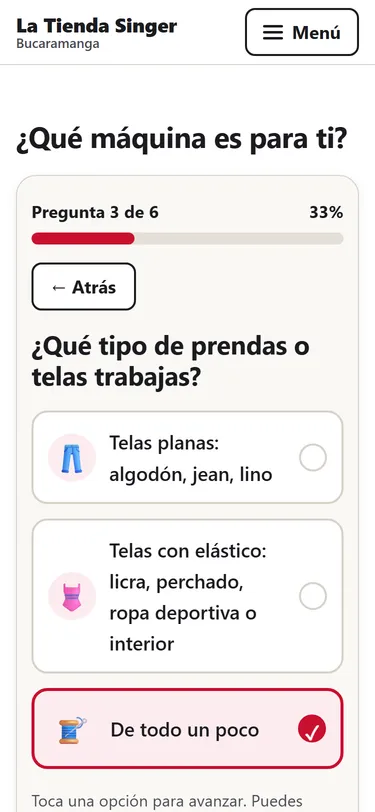 La Tienda Singer
Bucaramanga
Menú
¿Qué máquina es para ti?
Pregunta 3 de 6
33%
← Atrás
¿Qué tipo de prendas o
telas trabajas?
Telas planas:
algodón, jean, lino
Telas con elástico:
licra, perchado,
ropa deportiva o
interior
De todo un poco
Toca una opción para avanzar. Puedes